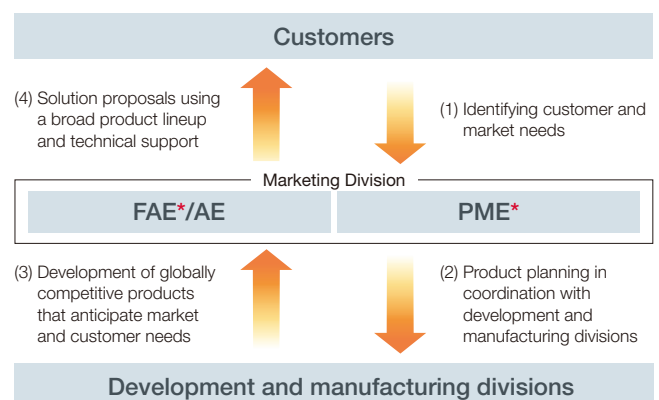 Customers
(4) Solution proposals using
a broad product lineup
and technical support
(1) Identifying customer and
market needs
Marketing Division
FAE*/AE
PME*
(3) Development of globally
competitive products
that anticipate market
and customer needs
(2) Product planning in
coordination with
development and
manufacturing divisions
Development and manufacturing divisions